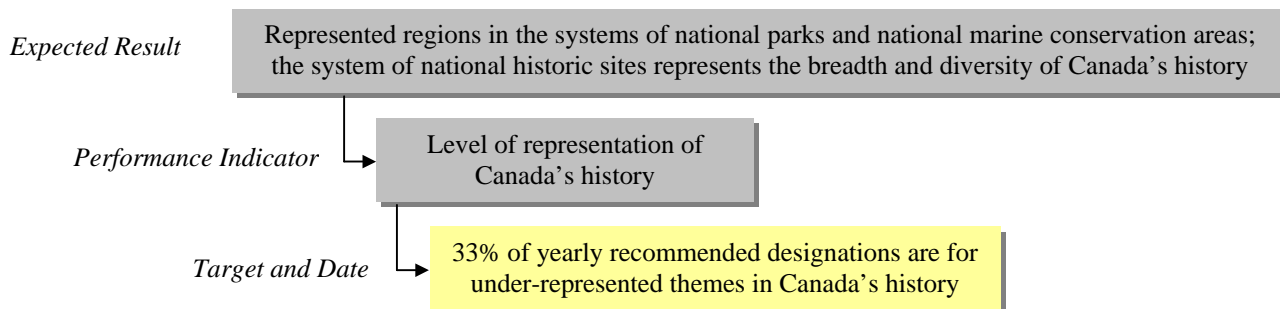 Expected Result
Represented regions in the systems of national parks and national marine conservation areas;
the system of national historic sites represents the breadth and diversity of Canada’s history
Performance Indicator
Level of representation of
Canada’s history
Target and Date
33% of yearly recommended designations are for
under-represented themes in Canada’s history